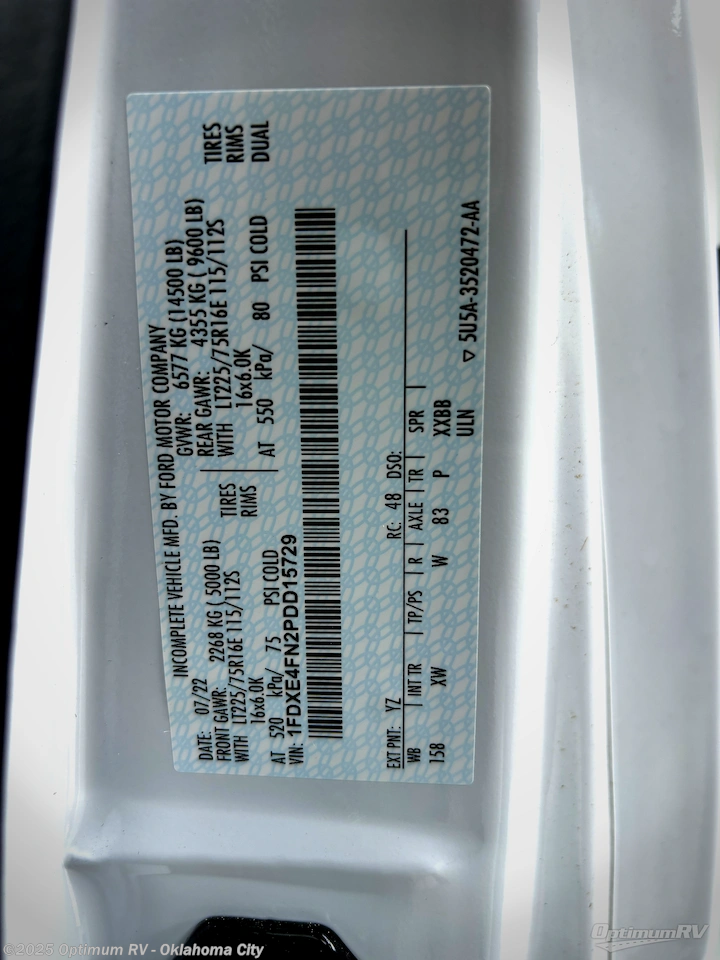 INCOMPLETE VEHICLE MFD. BY FORD MOTOR COMPANY
DATE: 07/22 GVWR: 6577 KG (14500 LB)
FRONT GAWR: 2268 KG ( 5000 LB) REAR GAWR: 4355 KG ( 9600 LB)
WITH LT225/75R16E 115/112S TIRES WITH LT225/75R16E 115/112S TIRES
16x6.0K RIMS 16x6.0K RIMS
AT 520 kPa/ 75 PSI COLD AT 550 kPa/ 80 PSI COLD DUAL
VIN: 1FDXE4FN2PDD15729
EXT PNT: YZ RC: 48 DSO:
WB INT TR TP/PS R AXLE TR SPR
158 XW W 83 P XXBB
ULN
▽ 5U5A-3520472-AA
©2025 Optimum RV - Oklahoma City
OptimumRV